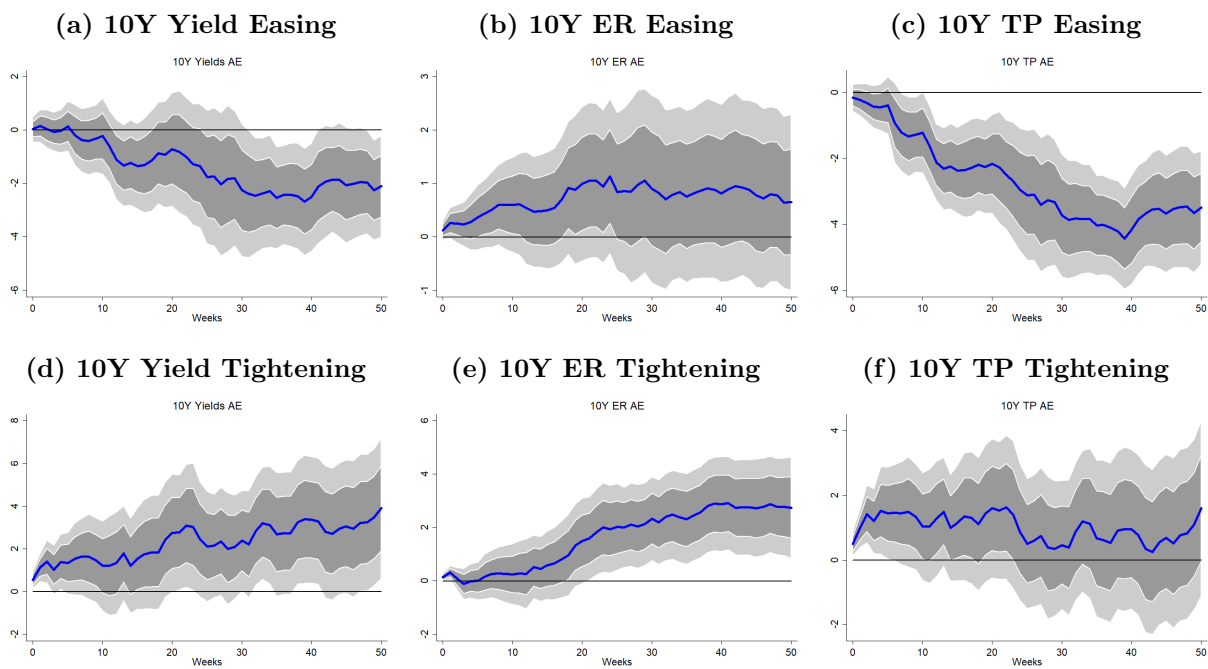 (a) 10Y Yield Easing
(b) 10Y ER Easing
(c) 10Y TP Easing
10Y Yields AE
2
0
-2
-4
-6
0 10 20 30 40 50
Weeks
10Y ER AE
3
2
1
0
-1
0 10 20 30 40 50
Weeks
10Y TP AE
0
-2
-4
-6
0 10 20 30 40 50
Weeks
(d) 10Y Yield Tightening
(e) 10Y ER Tightening
(f) 10Y TP Tightening
10Y Yields AE
8
6
4
2
0
-2
0 10 20 30 40 50
Weeks
10Y ER AE
6
4
2
0
-2
0 10 20 30 40 50
Weeks
10Y TP AE
4
2
0
-2
0 10 20 30 40 50
Weeks